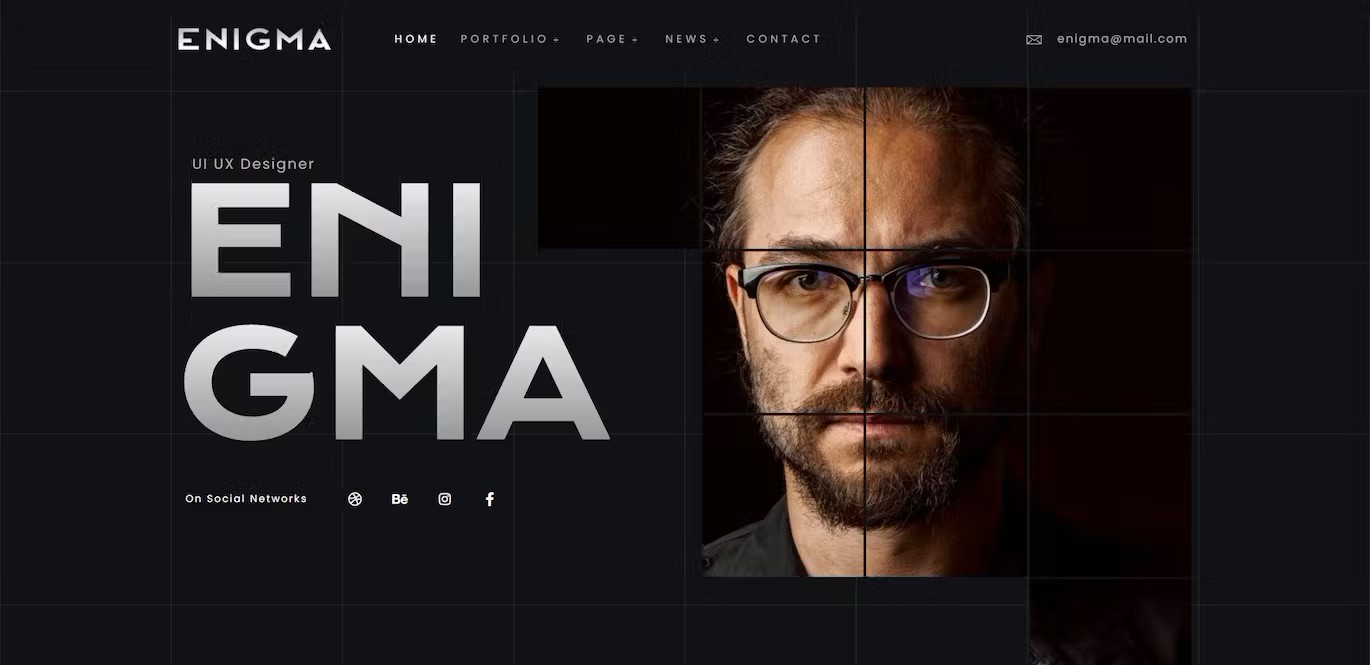 ENIGMA
HOME PORTFOLIO + PAGE + NEWS + CONTACT
enigma@mail.com
UI UX Designer
ENI
GMA
On Social Networks
Bē